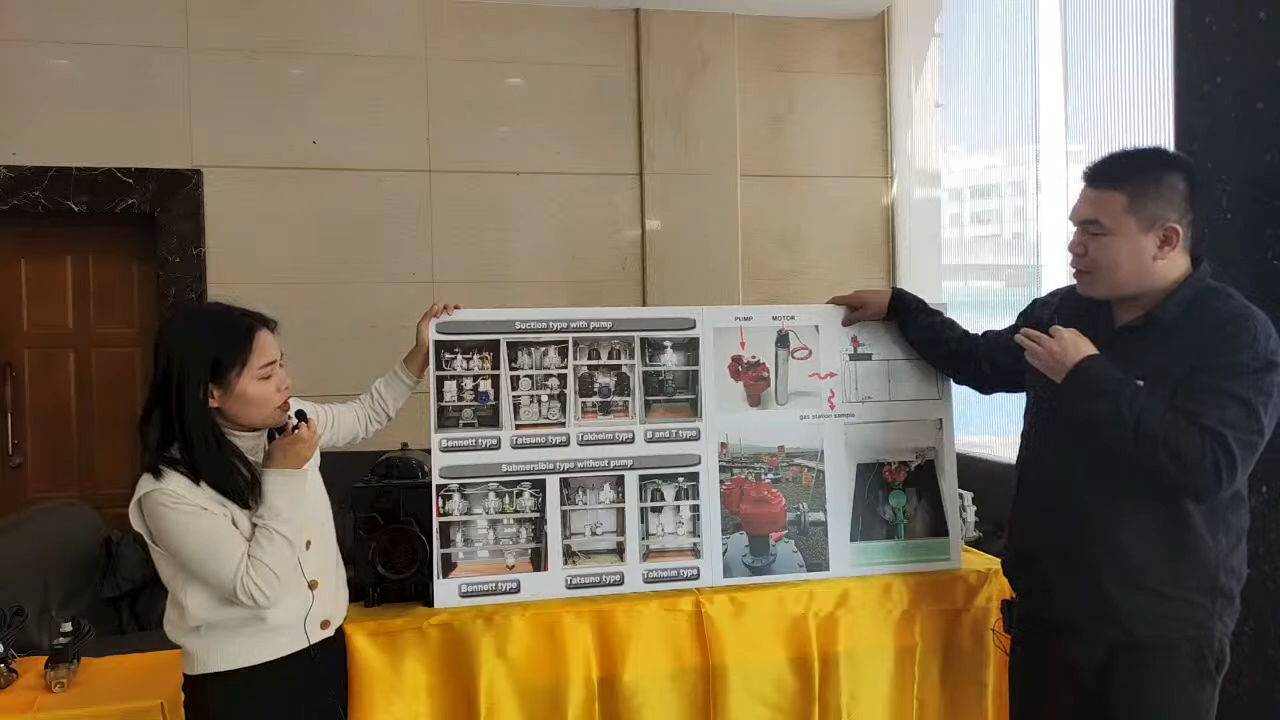 Suction type with pump
Bennett type
Tatsuno type
Tokheim type
B and T type
Submersible type without pump
Bennett type
Tatsuno type
Tokheim type
PUMP
MOTOR
gas station sample